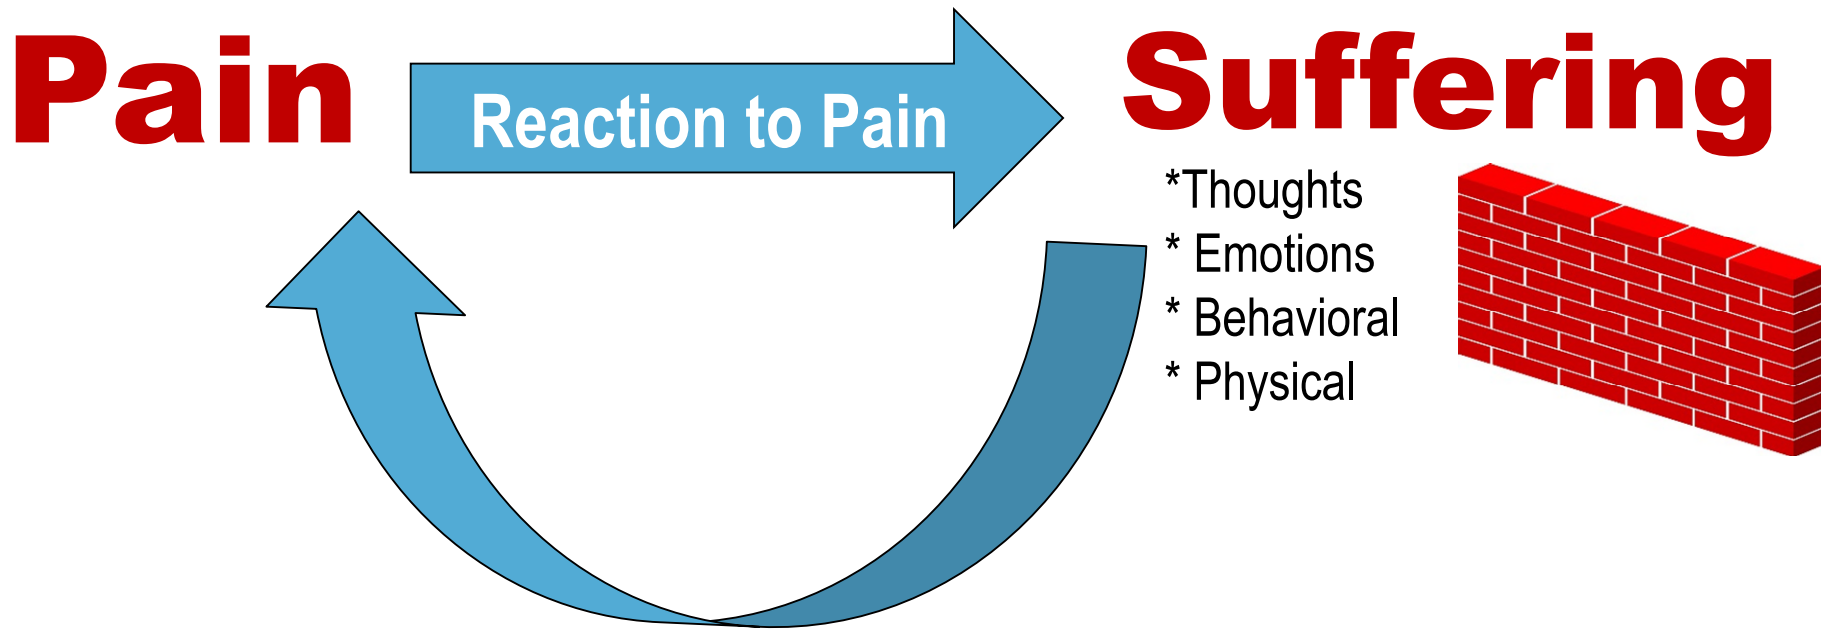 Pain
Reaction to Pain
Suffering
*Thoughts
* Emotions
* Behavioral
* Physical